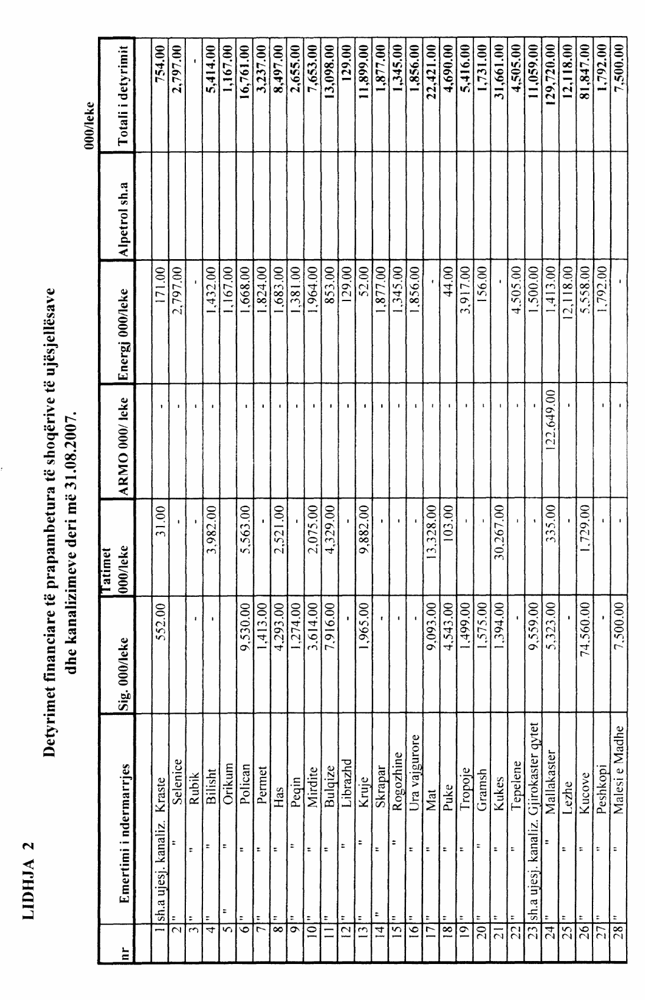 LIDHJA 2
Detyrimet financiare të prapambetura të shoqërive të ujësjellësave
dhe kanalizimeve deri më 31.08.2007.
000/leke
nr Emertimi i ndermarrjes Sig. 000/leke Tatimet 000/leke ARMO 000/ leke Energj 000/leke Alpetrol sh.a Totali i detyrimit
1 sh.a ujesj. kanaliz. Kraste 552.00 31.00 - 171.00 754.00
2 " " Selenice - - 2,797.00 2,797.00
3 " " Rubik - - - - -
4 " " Bilisht - 3,982.00 - 1,432.00 5,414.00
5 " " Orikum 1,167.00 1,167.00
6 " " Polican 9,530.00 5,563.00 - 1,668.00 16,761.00
7 " " Permet 1,413.00 - - 1,824.00 3,237.00
8 " " Has 4,293.00 2,521.00 - 1,683.00 8,497.00
9 " " Peqin 1,274.00 - - 1,381.00 2,655.00
10 " " Mirdite 3,614.00 2,075.00 - 1,964.00 7,653.00
11 " " Bulqize 7,916.00 4,329.00 - 853.00 13,098.00
12 " " Librazhd - - - 129.00 129.00
13 " " Kruje 1,965.00 9,882.00 - 52.00 11,899.00
14 " " Skrapar - - - 1,877.00 1,877.00
15 " " Rogozhine - - - 1,345.00 1,345.00
16 " " Ura vajgurore - - - 1,856.00 1,856.00
17 " " Mat 9,093.00 13,328.00 - - 22,421.00
18 " " Puke 4,543.00 103.00 - 44.00 4,690.00
19 " " Tropoje 1,499.00 - - 3,917.00 5,416.00
20 " " Gramsh 1,575.00 - - 156.00 1,731.00
21 " " Kukes 1,394.00 30,267.00 - - 31,661.00
22 " " Tepelene - - - 4,505.00 4,505.00
23 sh.a ujesj. kanaliz. Gjirokaster qytet 9,559.00 - - 1,500.00 11,059.00
24 " " Mallakaster 5,323.00 335.00 122,649.00 1,413.00 129,720.00
25 " " Lezhe - - - 12,118.00 12,118.00
26 " " Kucove 74,560.00 1,729.00 5,558.00 81,847.00
27 " " Peshkopi - - - 1,792.00 1,792.00
28 " " Malesi e Madhe 7,500.00 - - - 7,500.00